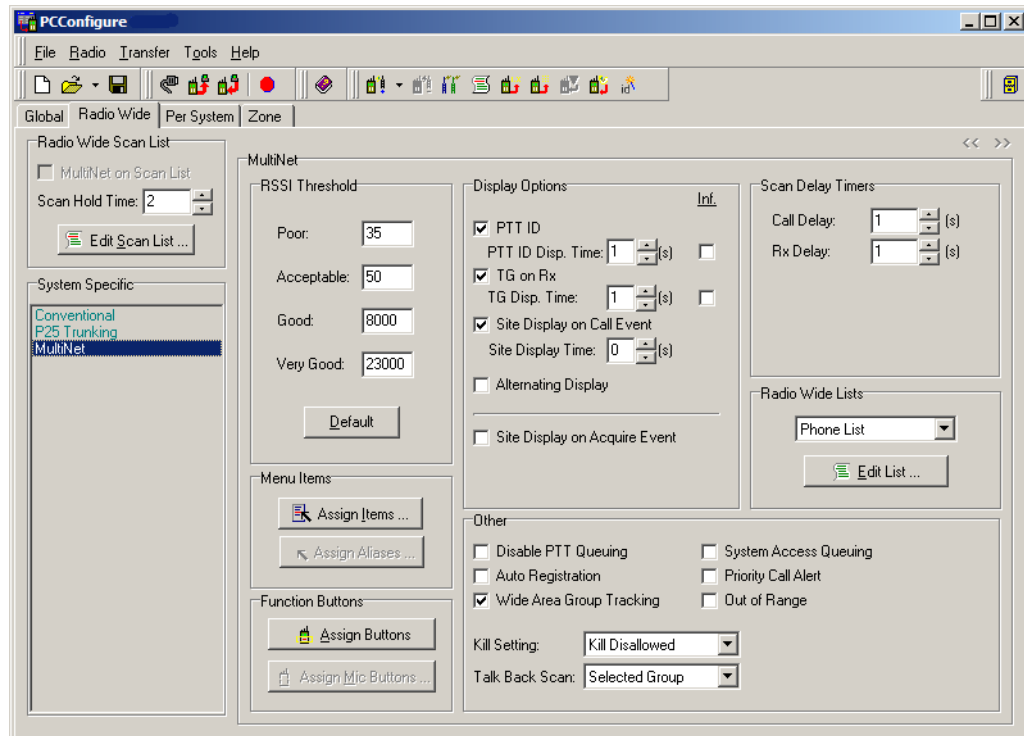 PCConfigure
File Radio Transfer Tools Help
id
Global Radio Wide Per System Zone
<< >>
Radio Wide Scan List
MultiNet on Scan List
Scan Hold Time: 2
Edit Scan List ...
System Specific
Conventional
P25 Trunking
MultiNet
MultiNet
RSSI Threshold
Poor: 35
Acceptable: 50
Good: 8000
Very Good: 23000
Default
Menu Items
Assign Items ...
Assign Aliases ...
Function Buttons
Assign Buttons
Assign Mic Buttons ...
Display Options
Inf.
PTT ID
PTT ID Disp. Time: 1 (s)
TG on Rx
TG Disp. Time: 1 (s)
Site Display on Call Event
Site Display Time: 0 (s)
Alternating Display
Site Display on Acquire Event
Scan Delay Timers
Call Delay: 1 (s)
Rx Delay: 1 (s)
Radio Wide Lists
Phone List
Edit List ...
Other
Disable PTT Queuing System Access Queuing
Auto Registration Priority Call Alert
Wide Area Group Tracking Out of Range
Kill Setting: Kill Disallowed
Talk Back Scan: Selected Group